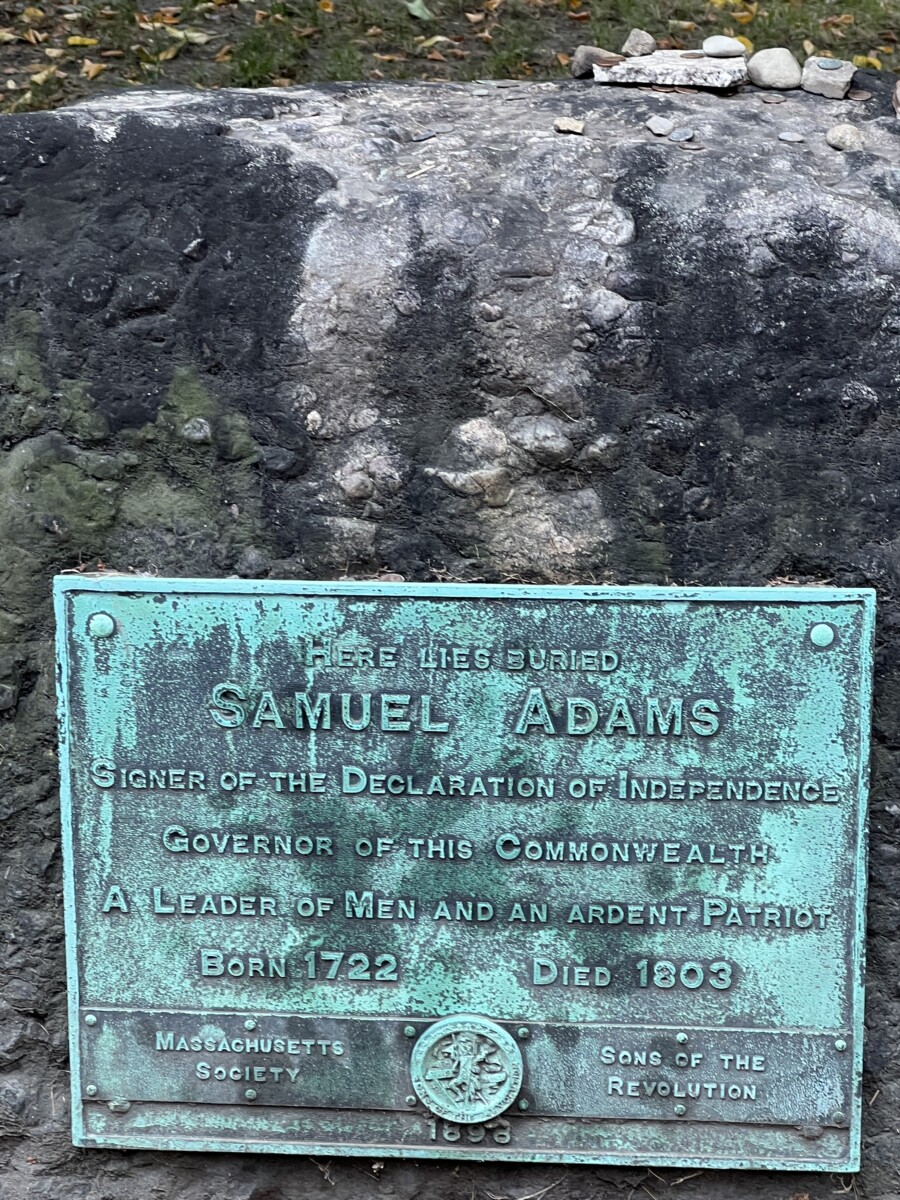 HERE LIES BURIED
SAMUEL ADAMS
SIGNER OF THE DECLARATION OF INDEPENDENCE
GOVERNOR OF THIS COMMONWEALTH
A LEADER OF MEN AND AN ARDENT PATRIOT
BORN 1722 DIED 1803
MASSACHUSETTS SOCIETY
SONS OF THE REVOLUTION
1898